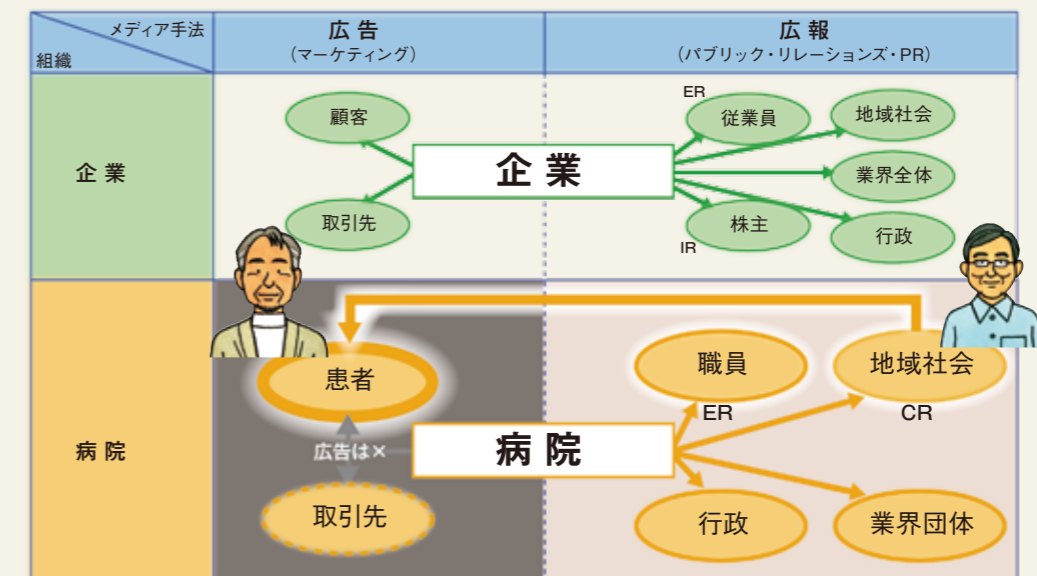 メディア手法
組織
広告
(マーケティング)
広報
(パブリック・リレーションズ・PR)
企業
顧客
取引先
企業
ER
従業員
地域社会
業界全体
株主
IR
行政
病院
患者
広告は×
取引先
病院
職員
ER
地域社会
CR
行政
業界団体